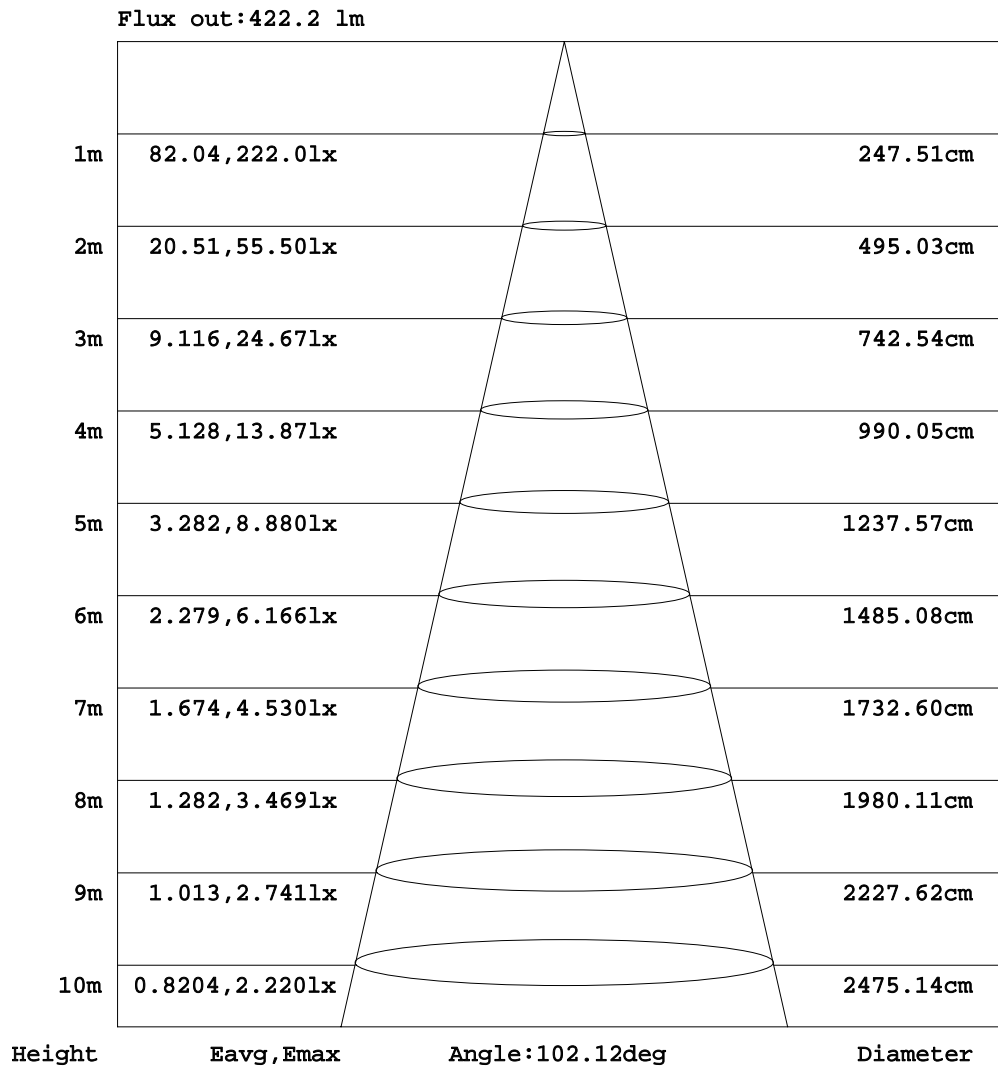 Flux out:422.2 lm
1m 82.04,222.0lx 247.51cm
2m 20.51,55.50lx 495.03cm
3m 9.116,24.67lx 742.54cm
4m 5.128,13.87lx 990.05cm
5m 3.282,8.880lx 1237.57cm
6m 2.279,6.166lx 1485.08cm
7m 1.674,4.530lx 1732.60cm
8m 1.282,3.469lx 1980.11cm
9m 1.013,2.741lx 2227.62cm
10m 0.8204,2.220lx 2475.14cm
Height Eavg,Emax Angle:102.12deg Diameter